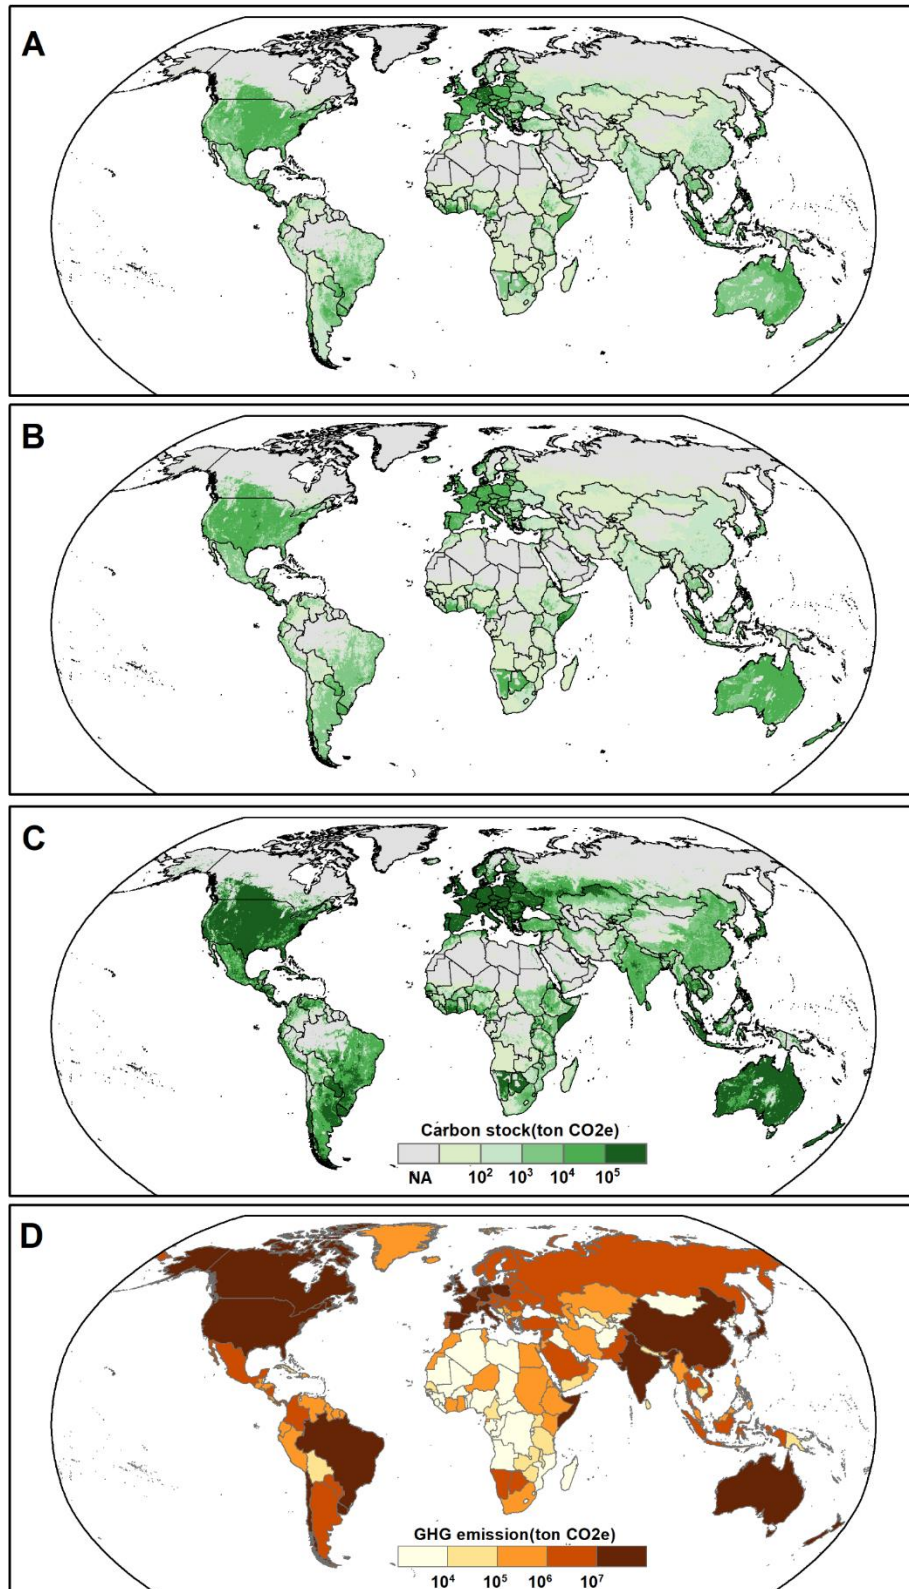 A
B
C
Carbon stock(ton CO2e)
NA 10² 10³ 10⁴ 10⁵
D
GHG emission(ton CO2e)
10⁴ 10⁵ 10⁶ 10⁷